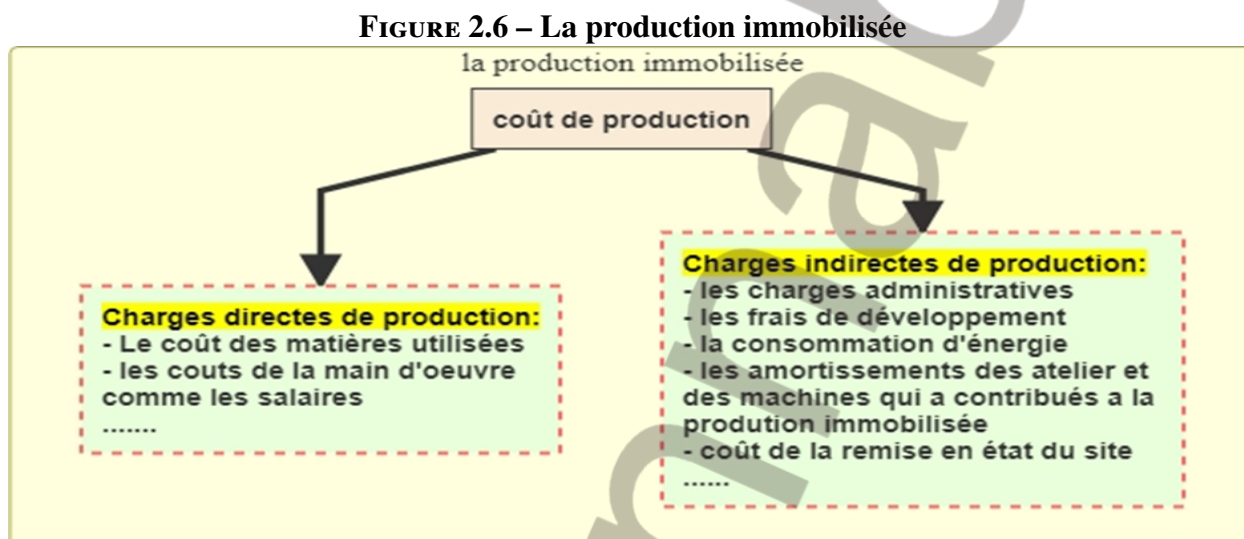 FIGURE 2.6 – La production immobilisée
la production immobilisée
coût de production
Charges directes de production:
- Le coût des matières utilisées
- les couts de la main d'oeuvre
comme les salaires
.......
Charges indirectes de production:
- les charges administratives
- les frais de développement
- la consommation d'énergie
- les amortissements des atelier et
des machines qui a contribués a la
prodution immobilisée
- coût de la remise en état du site
......